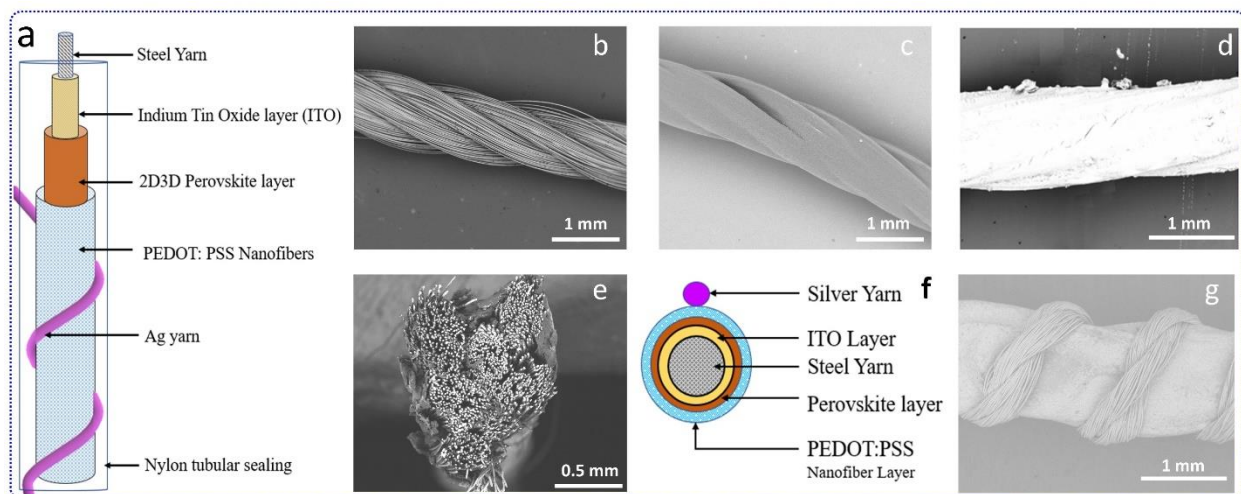 a
Steel Yarn
Indium Tin Oxide layer (ITO)
2D3D Perovskite layer
PEDOT: PSS Nanofibers
Ag yarn
Nylon tubular sealing
b
1 mm
c
1 mm
d
1 mm
e
0.5 mm
f
Silver Yarn
ITO Layer
Steel Yarn
Perovskite layer
PEDOT:PSS
Nanofiber Layer
g
1 mm